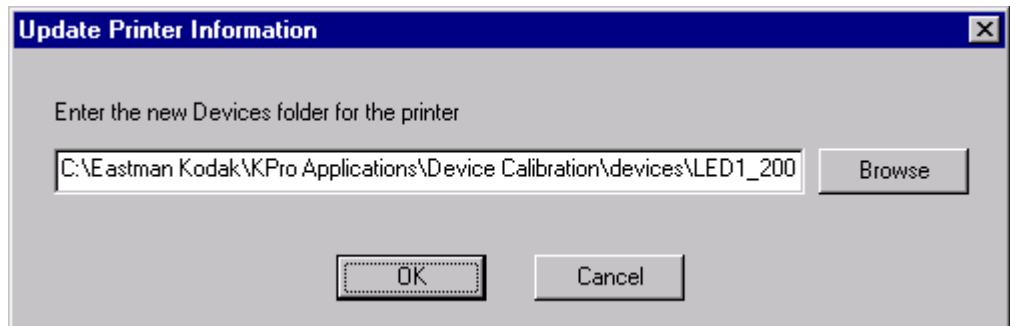 Update Printer Information
Enter the new Devices folder for the printer
C:\Eastman Kodak\KPro Applications\Device Calibration\devices\LED1_200
Browse
OK
Cancel